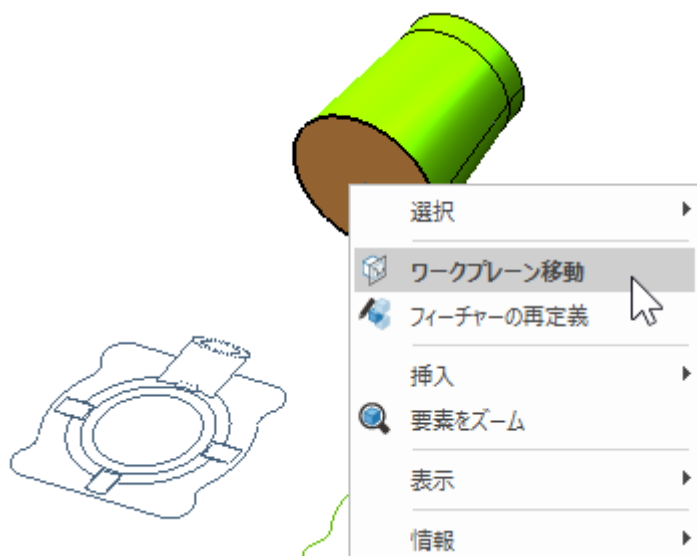 選択
ワークプレーン移動
フィーチャーの再定義
挿入
要素をズーム
表示
情報